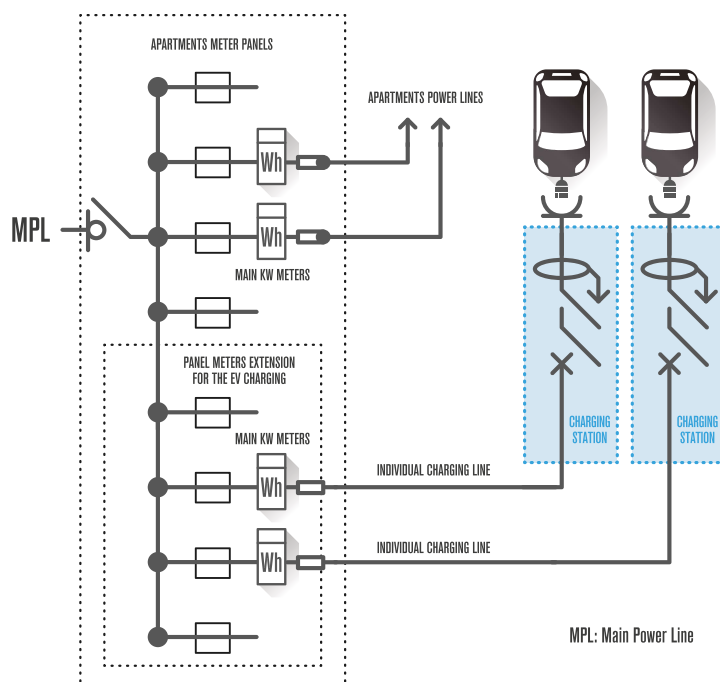 APARTMENTS METER PANELS
APARTMENTS POWER LINES
Wh
MPL
Wh
MAIN KW METERS
PANEL METERS EXTENSION
FOR THE EV CHARGING
MAIN KW METERS
CHARGING
STATION
CHARGING
STATION
Wh
INDIVIDUAL CHARGING LINE
Wh
INDIVIDUAL CHARGING LINE
MPL: Main Power Line